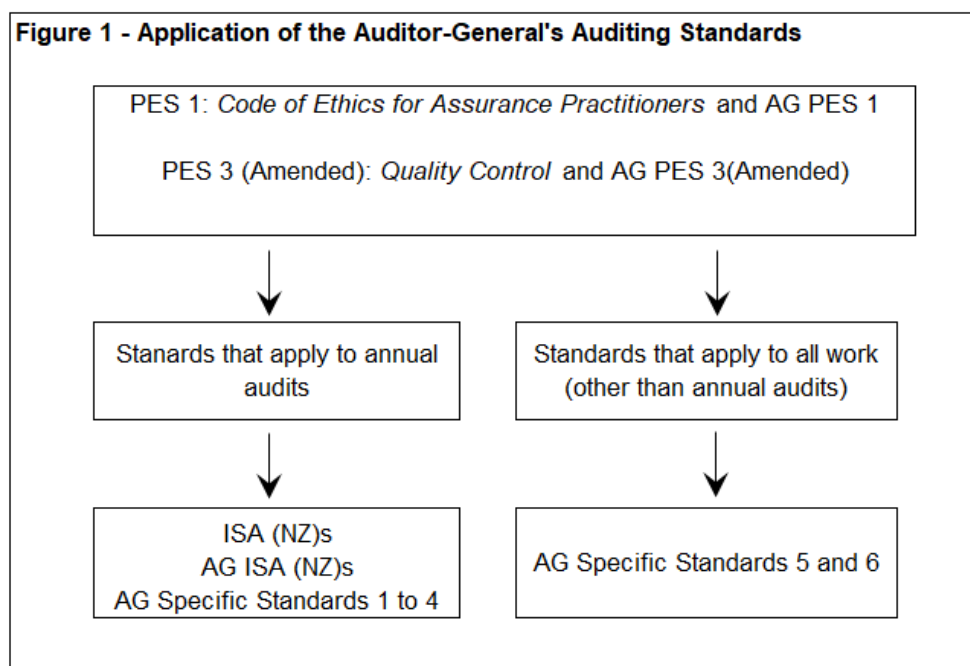 Figure 1 - Application of the Auditor-General's Auditing Standards
PES 1: Code of Ethics for Assurance Practitioners and AG PES 1
PES 3 (Amended): Quality Control and AG PES 3(Amended)
Stanards that apply to annual
audits
Standards that apply to all work
(other than annual audits)
ISA (NZ)s
AG ISA (NZ)s
AG Specific Standards 1 to 4
AG Specific Standards 5 and 6